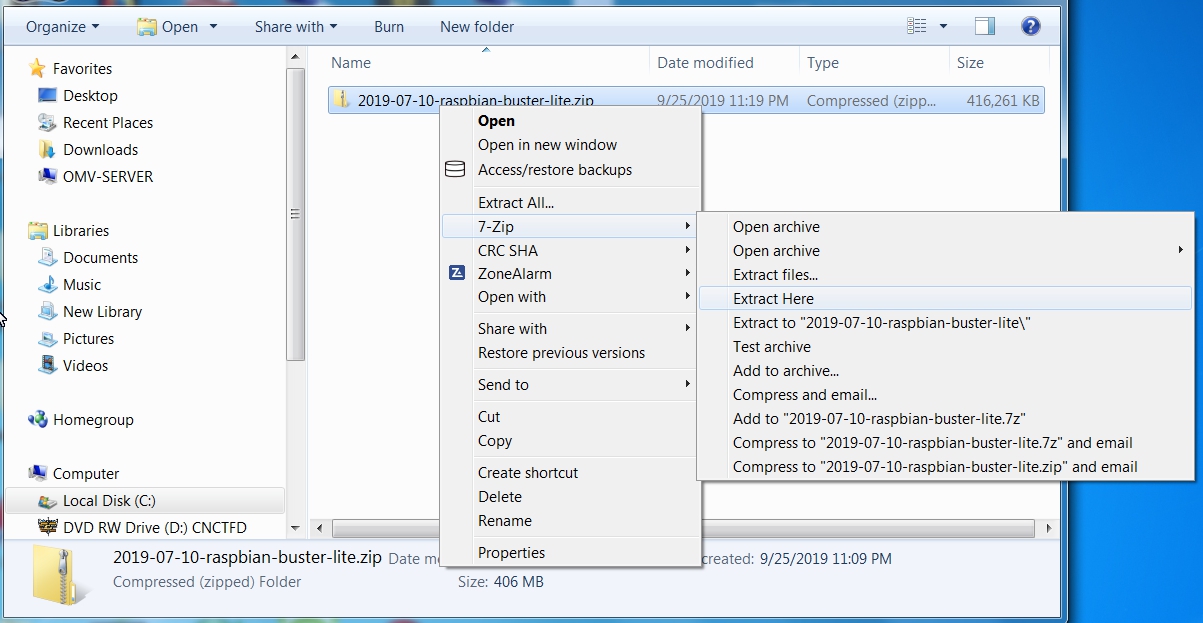 Organize Open Share with Burn New folder
Name Date modified Type Size
Favorites
Desktop
Recent Places
Downloads
OMV-SERVER
Libraries
Documents
Music
New Library
Pictures
Videos
Homegroup
Computer
Local Disk (C:)
DVD RW Drive (D:) CNCTFD
2019-07-10-raspbian-buster-lite.zip 9/25/2019 11:19 PM Compressed (zipp... 416,261 KB
Open
Open in new window
Access/restore backups
Extract All...
7-Zip
CRC SHA
ZoneAlarm
Open with
Share with
Restore previous versions
Send to
Cut
Copy
Create shortcut
Delete
Rename
Properties
Open archive
Open archive
Extract files...
Extract Here
Extract to "2019-07-10-raspbian-buster-lite\"
Test archive
Add to archive...
Compress and email...
Add to "2019-07-10-raspbian-buster-lite.7z"
Compress to "2019-07-10-raspbian-buster-lite.7z" and email
Compress to "2019-07-10-raspbian-buster-lite.zip" and email
2019-07-10-raspbian-buster-lite.zip Date created: 9/25/2019 11:09 PM
Compressed (zipped) Folder Size: 406 MB